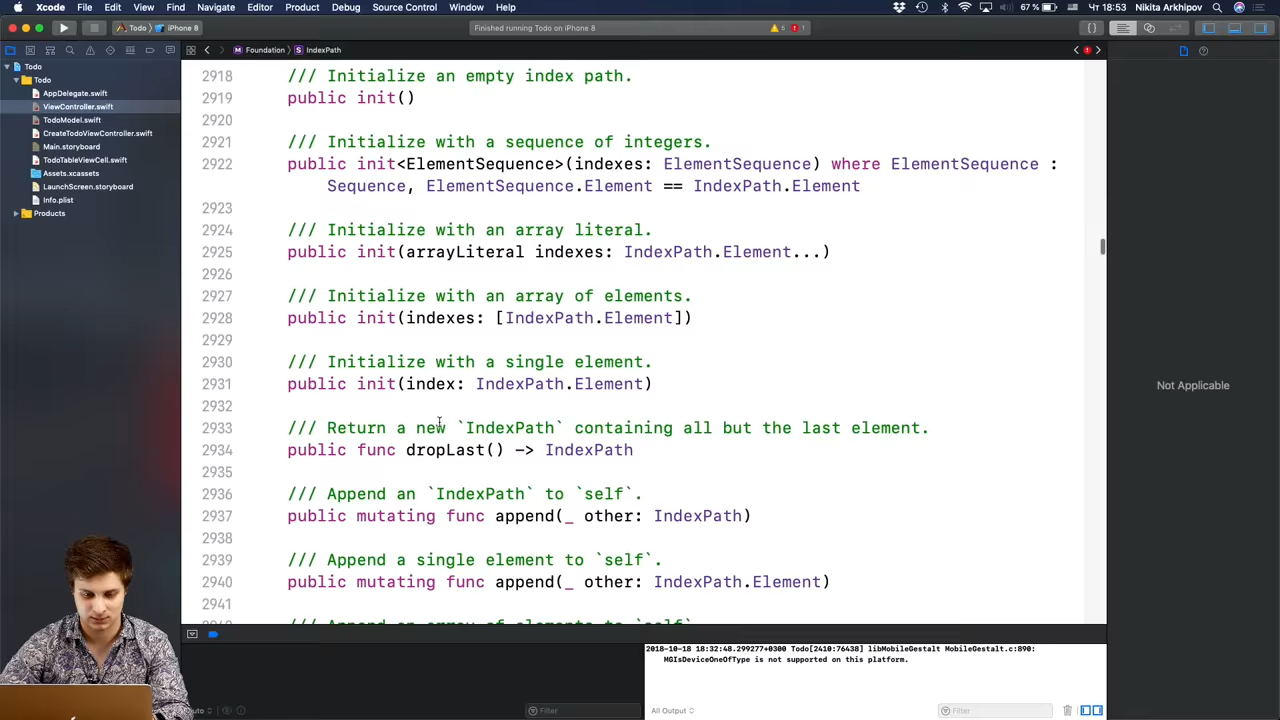 Xcode File Edit View Find Navigate Editor Product Debug Source Control Window Help 67% Чт 18:53 Nikita Arkhipov
Todo iPhone 8 Finished running Todo on iPhone 8 5 1
Foundation IndexPath
Todo
Todo
AppDelegate.swift
ViewController.swift
TodoModel.swift
CreateTodoViewController.swift
Main.storyboard
TodoTableViewCell.swift
Assets.xcassets
LaunchScreen.storyboard
Info.plist
Products
2918 /// Initialize an empty index path.
2919 public init()
2920
2921 /// Initialize with a sequence of integers.
2922 public init<ElementSequence>(indexes: ElementSequence) where ElementSequence :
Sequence, ElementSequence.Element == IndexPath.Element
2923
2924 /// Initialize with an array literal.
2925 public init(arrayLiteral indexes: IndexPath.Element...)
2926
2927 /// Initialize with an array of elements.
2928 public init(indexes: [IndexPath.Element])
2929
2930 /// Initialize with a single element.
2931 public init(index: IndexPath.Element)
2932
2933 /// Return a new `IndexPath` containing all but the last element.
2934 public func dropLast() -> IndexPath
2935
2936 /// Append an `IndexPath` to `self`.
2937 public mutating func append(_ other: IndexPath)
2938
2939 /// Append a single element to `self`.
2940 public mutating func append(_ other: IndexPath.Element)
2941
/// Append an array of elements to `self`
Not Applicable
2018-10-18 18:32:48.299277+0300 Todo[2410:76438] libMobileGestalt MobileGestalt.c:890:
MGIsDeviceOneOfType is not supported on this platform.
Filter
All Output
Filter